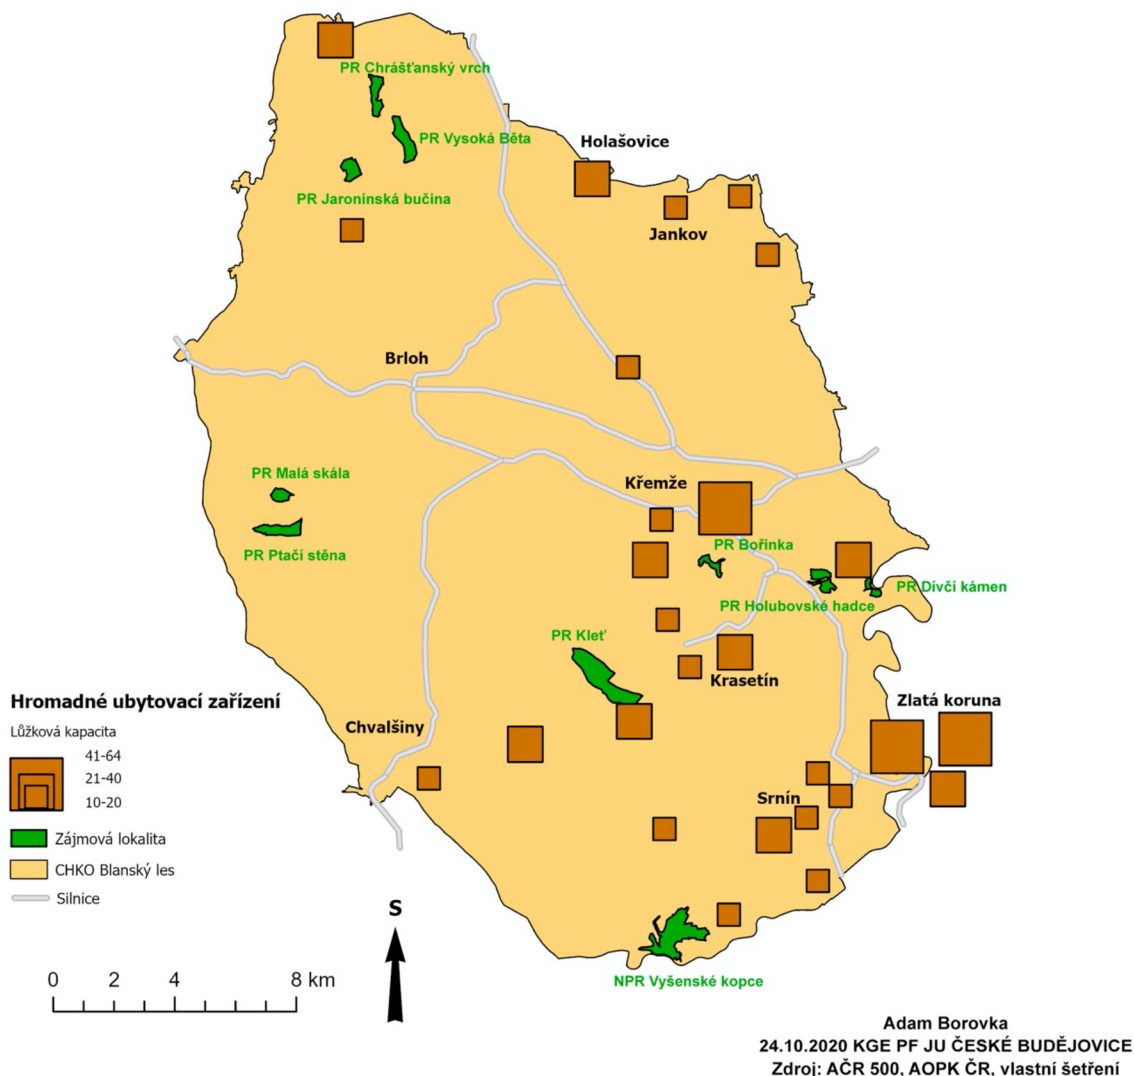 PR Chrášťanský vrch
PR Vysoká Běta
Holašovice
PR Jaronínská bučina
Jankov
Brloh
PR Malá skála
Křemže
PR Bořinka
PR Ptačí stěna
PR Dívčí kámen
PR Holubovské hadce
PR Kleť
Krasetín
Hromadné ubytovací zařízení
Zlatá koruna
Chvalšiny
Lůžková kapacita
41-64
21-40
10-20
Srnín
Zájmová lokalita
CHKO Blanský les
Silnice
S
0 2 4 8 km
NPR Vyšenské kopce
Adam Borovka
24.10.2020 KGE PF JU ČESKÉ BUDĚJOVICE
Zdroj: AČR 500, AOPK ČR, vlastní šetření